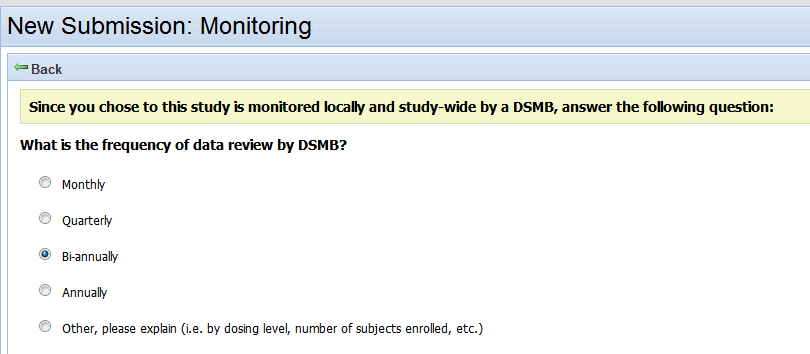 New Submission: Monitoring
Back
Since you chose to this study is monitored locally and study-wide by a DSMB, answer the following question:
What is the frequency of data review by DSMB?
Monthly
Quarterly
Bi-annually
Annually
Other, please explain (i.e. by dosing level, number of subjects enrolled, etc.)